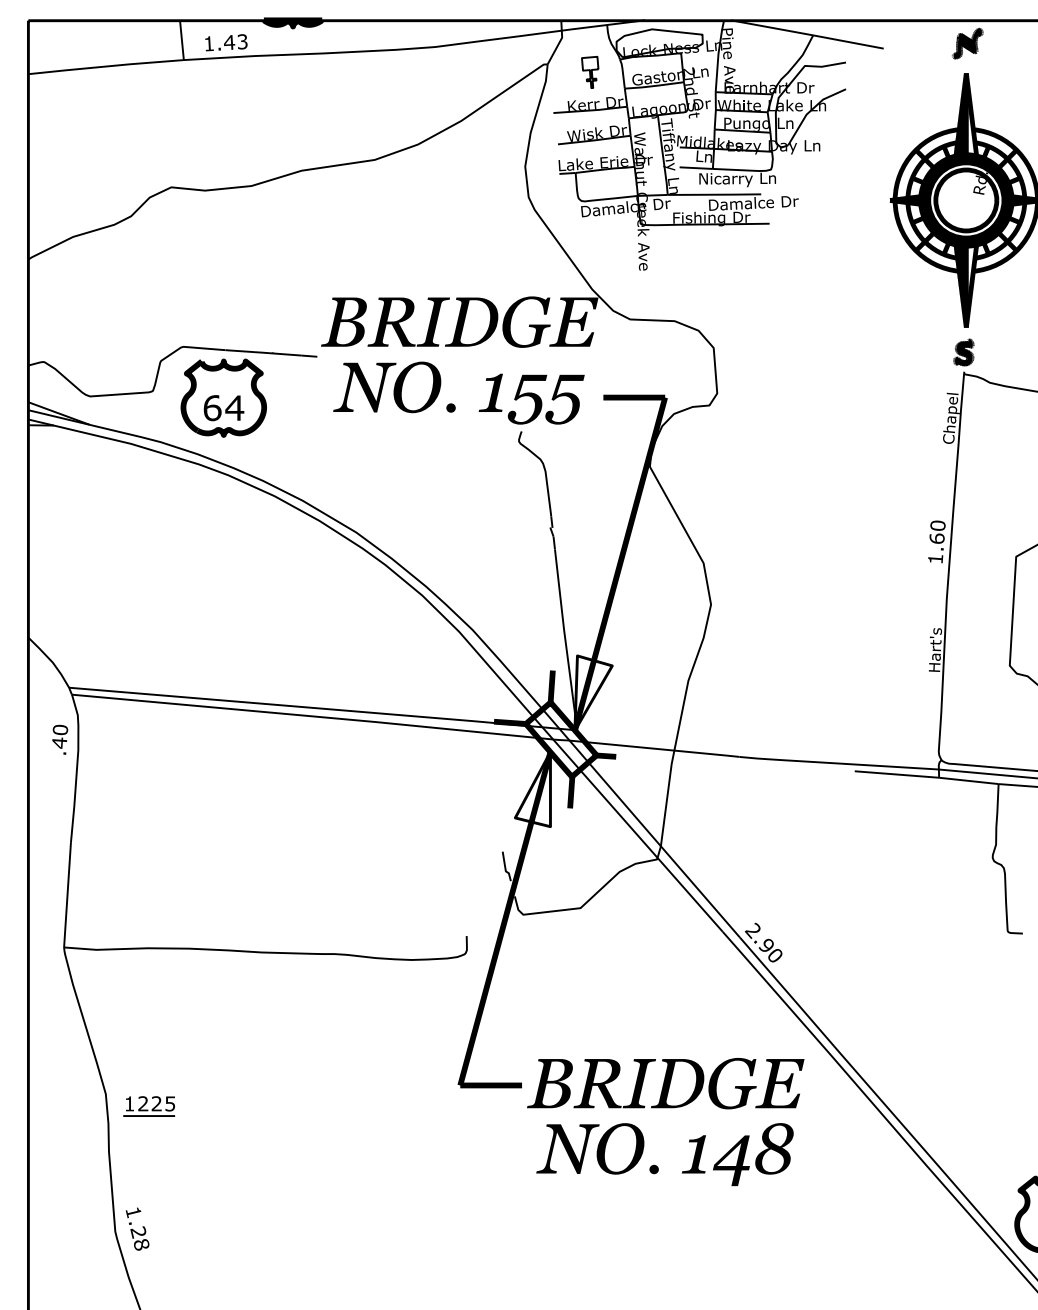 1.43
Lock Ness Ln
Pine Ave
Gaston Ln
2nd St
Earnhart Dr
Kerr Dr
Lagoon Dr
White Lake Ln
Pungo Ln
Wisk Dr
Walnut Creek Ave
Tiffany Ln
Midlake
Ln
Lazy Day Ln
Lake Erie Dr
Nicarry Ln
Damalce Dr
Damalce Dr
Fishing Dr
N
Rd
S
BRIDGE
NO. 155
64
Chapel
1.60
Hart's
.40
2.90
BRIDGE
NO. 148
1225
1.28